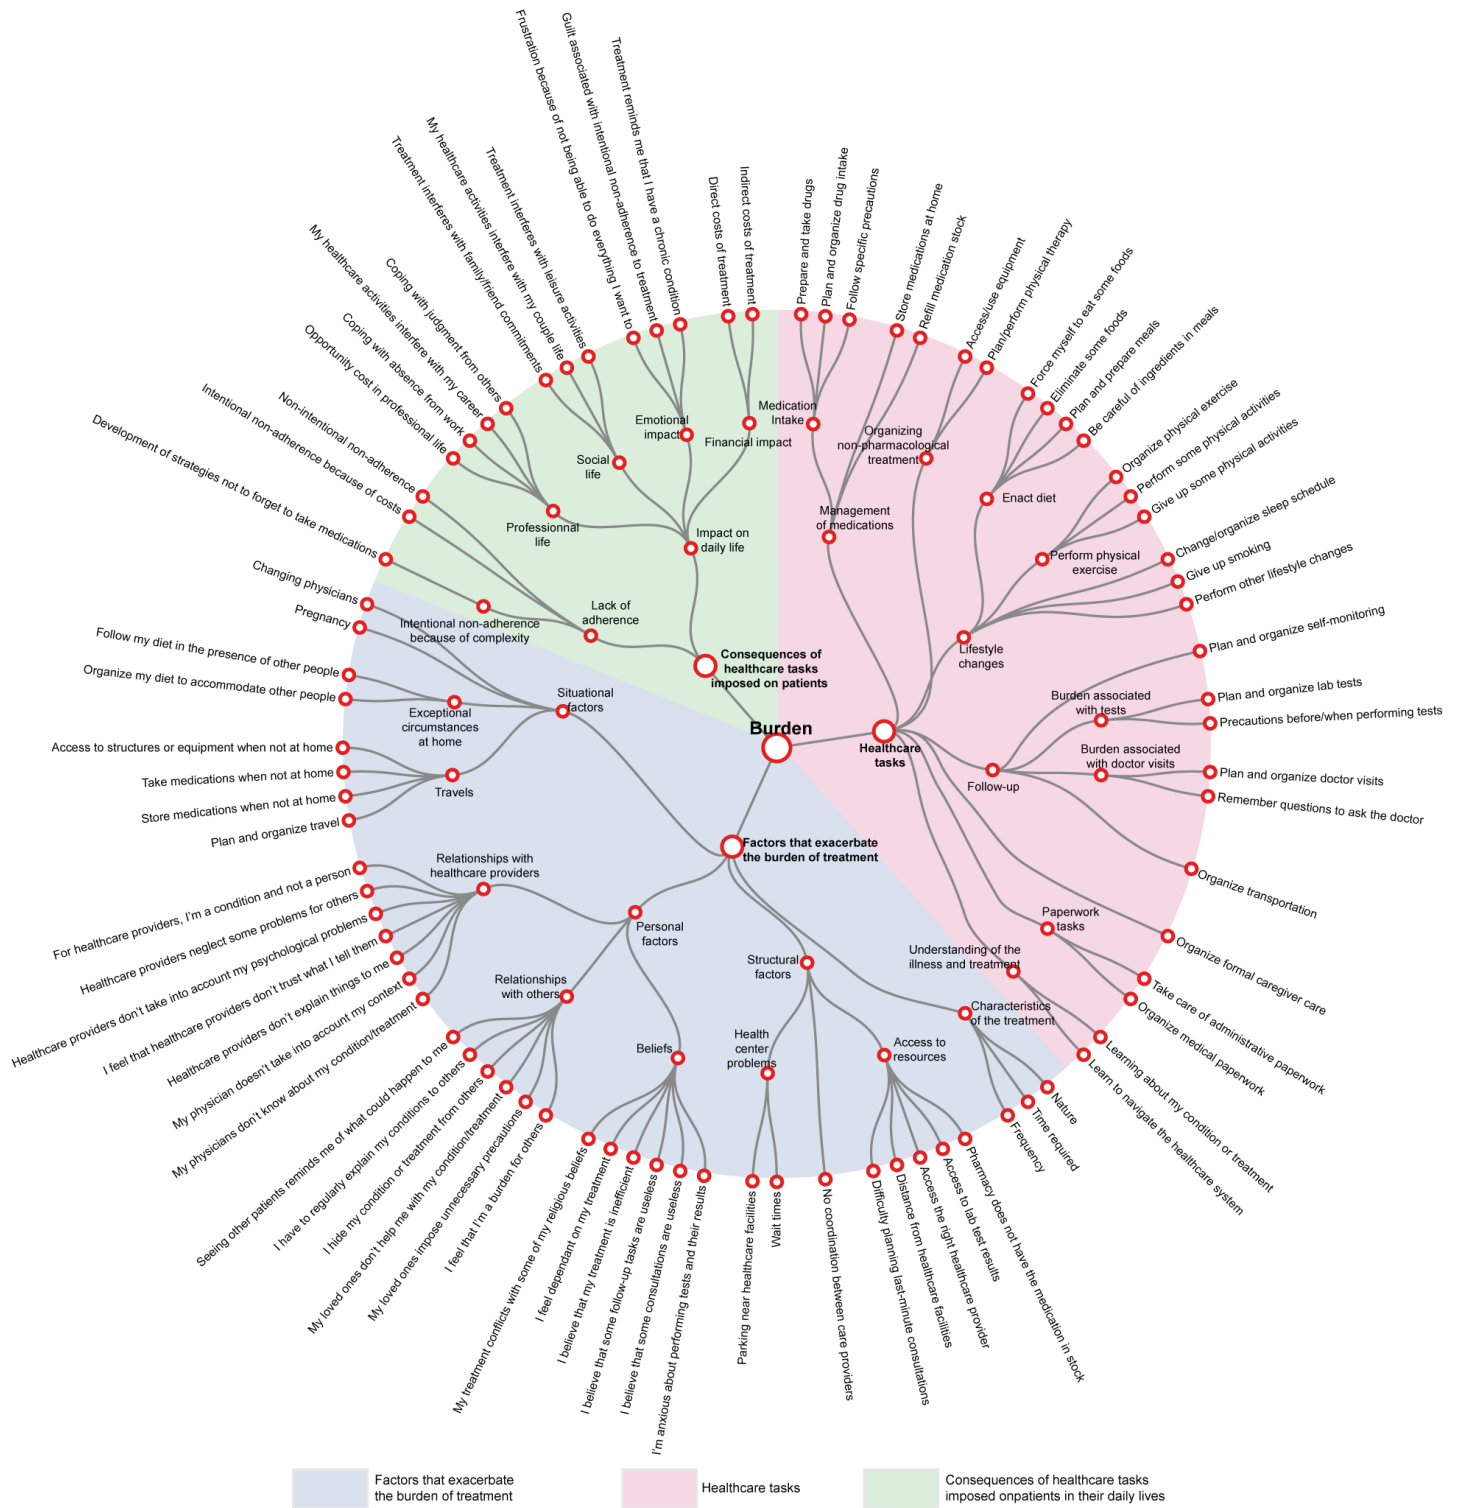 Burden
Consequences of
healthcare tasks
imposed on patients
Impact on
daily life
Financial impact
Indirect costs of treatment
Direct costs of treatment
Emotional
impact
Treatment reminds me that I have a chronic condition
Guilt associated with intentional non-adherence to treatment
Frustration because of not being able to do everything I want to
Social
life
Treatment interferes with leisure activities
My healthcare activities interfere with my couple life
Treatment interferes with family/friend commitments
Professionnal
life
Coping with judgment from others
My healthcare activities interfere with my career
Coping with absence from work
Opportunity cost in professional life
Lack of
adherence
Non-intentional non-adherence
Intentional non-adherence because of costs
Intentional non-adherence
because of complexity
Development of strategies not to forget to take medications
Healthcare
tasks
Management
of medications
Medication
Intake
Prepare and take drugs
Plan and organize drug intake
Follow specific precautions
Store medications at home
Refill medication stock
Organizing
non-pharmacological
treatment
Access/use equipment
Plan/perform physical therapy
Lifestyle
changes
Enact diet
Force myself to eat some foods
Eliminate some foods
Plan and prepare meals
Be careful of ingredients in meals
Perform physical
exercise
Organize physical exercise
Perform some physical activities
Give up some physical activities
Change/organize sleep schedule
Give up smoking
Perform other lifestyle changes
Follow-up
Plan and organize self-monitoring
Burden associated
with tests
Plan and organize lab tests
Precautions before/when performing tests
Burden associated
with doctor visits
Plan and organize doctor visits
Remember questions to ask the doctor
Organize transportation
Organize formal caregiver care
Paperwork
tasks
Take care of administrative paperwork
Organize medical paperwork
Understanding of the
illness and treatment
Learning about my condition or treatment
Learn to navigate the healthcare system
Factors that exacerbate
the burden of treatment
Characteristics
of the treatment
Nature
Time required
Frequency
Structural
factors
Access to
resources
Pharmacy does not have the medication in stock
Access to lab test results
Access the right healthcare provider
Distance from healthcare facilities
Difficulty planning last-minute consultations
No coordination between care providers
Health
center
problems
Wait times
Parking near healthcare facilities
Personal
factors
Beliefs
I'm anxious about performing tests and their results
I believe that some consultations are useless
I believe that some follow-up tasks are useless
I believe that my treatment is inefficient
I feel dependant on my treatment
My treatment conflicts with some of my religious beliefs
Relationships
with others
I feel that I'm a burden for others
My loved ones impose unnecessary precautions
My loved ones don't help me with my condition/treatment
I hide my condition or treatment from others
I have to regularly explain my conditions to others
Seeing other patients reminds me of what could happen to me
Relationships with
healthcare providers
My physicians don't know about my condition/treatment
My physician doesn't take into account my context
Healthcare providers don't explain things to me
I feel that healthcare providers don't trust what I tell them
Healthcare providers don't take into account my psychological problems
Healthcare providers neglect some problems for others
For healthcare providers, I'm a condition and not a person
Situational
factors
Travels
Plan and organize travel
Store medications when not at home
Take medications when not at home
Access to structures or equipment when not at home
Exceptional
circumstances
at home
Organize my diet to accommodate other people
Follow my diet in the presence of other people
Pregnancy
Changing physicians
Factors that exacerbate
the burden of treatment
Healthcare tasks
Consequences of healthcare tasks
imposed onpatients in their daily lives